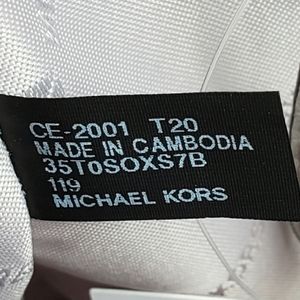 CE-2001 T20
MADE IN CAMBODIA
35T0SOXS7B
119
MICHAEL KORS